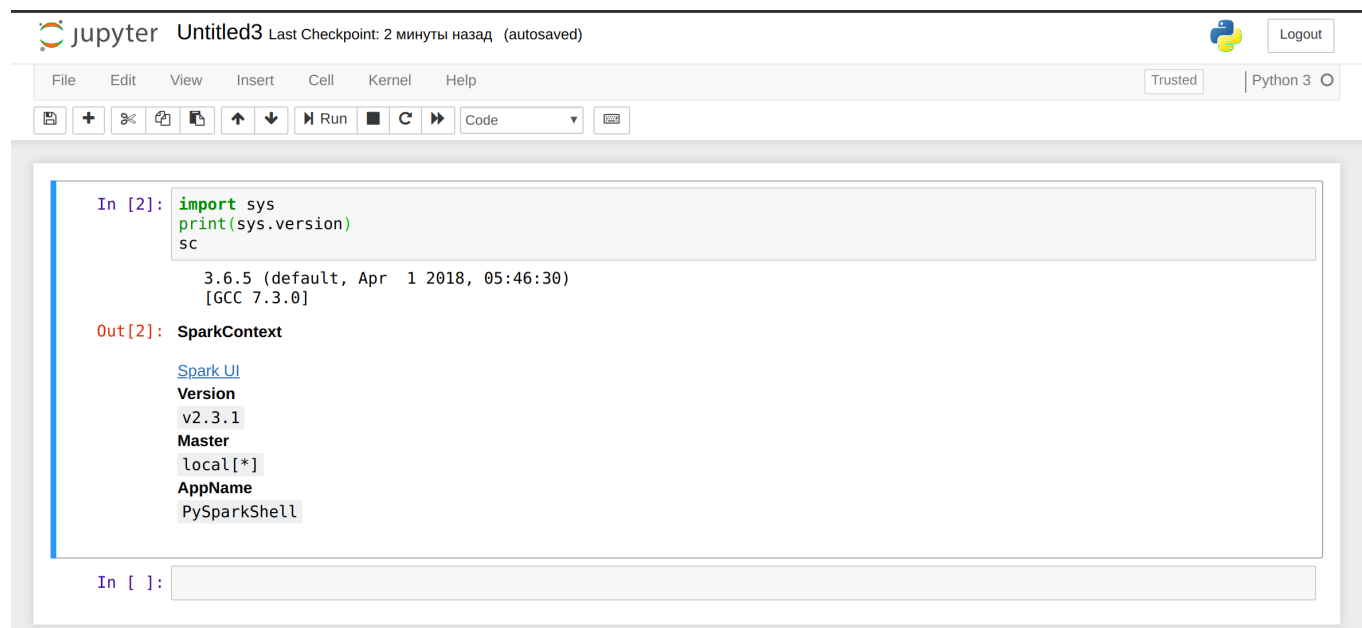 jupyter Untitled3 Last Checkpoint: 2 минуты назад (autosaved) Logout
File Edit View Insert Cell Kernel Help Trusted Python 3
Run Code
In [2]: import sys
print(sys.version)
sc
3.6.5 (default, Apr  1 2018, 05:46:30)
[GCC 7.3.0]
Out[2]: SparkContext
Spark UI
Version
v2.3.1
Master
local[*]
AppName
PySparkShell
In [ ]: